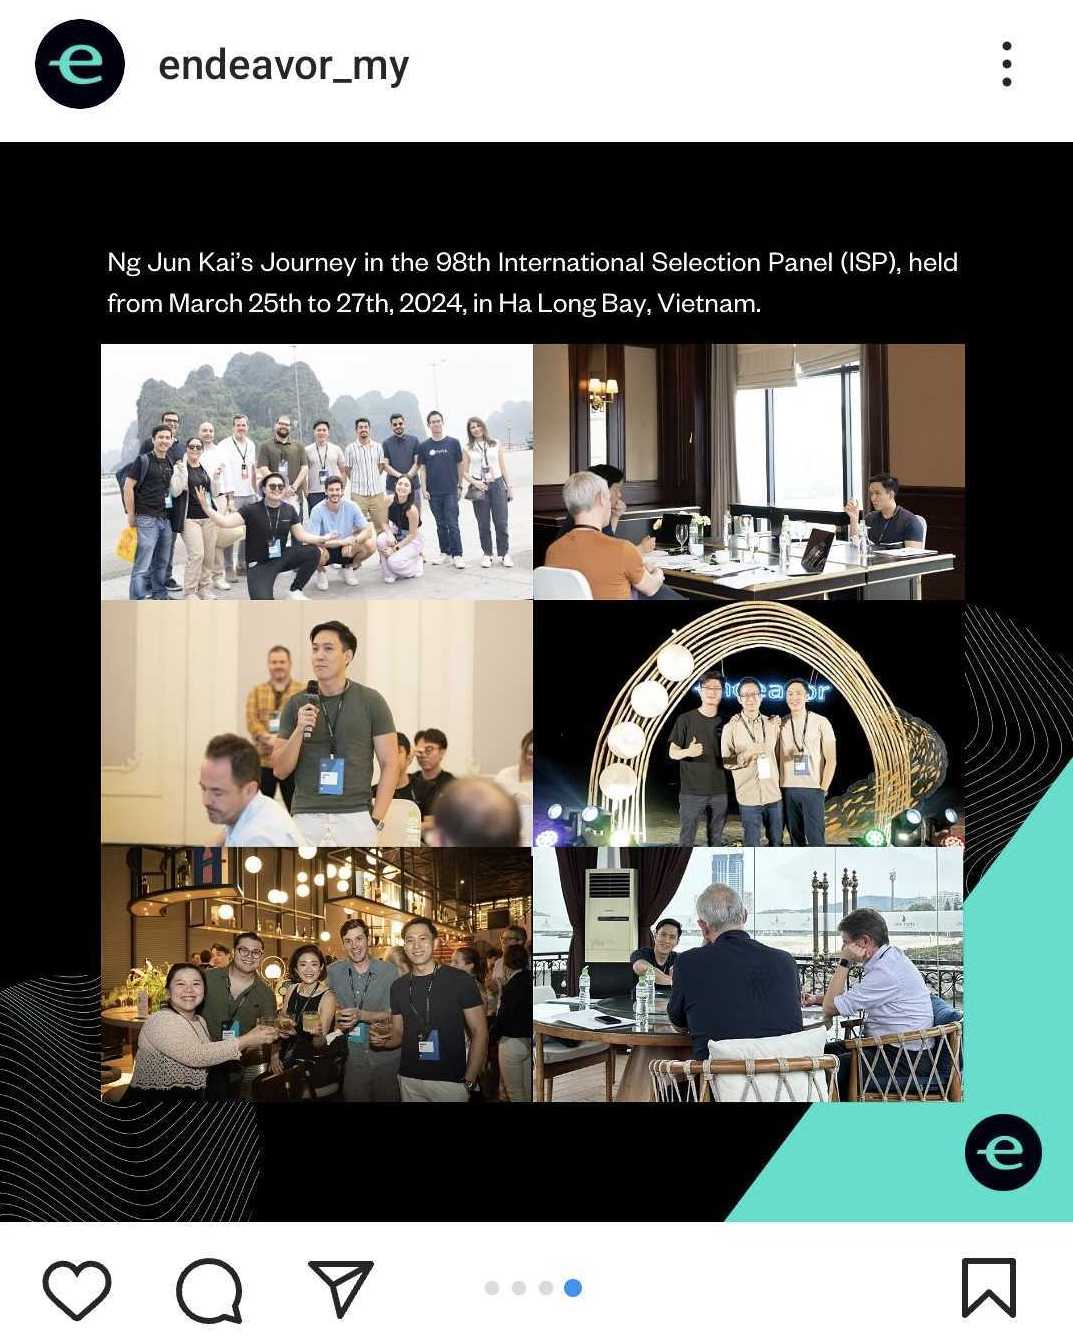 endeavor_my
Ng Jun Kai's Journey in the 98th International Selection Panel (ISP), held
from March 25th to 27th, 2024, in Ha Long Bay, Vietnam.
endeavor
e